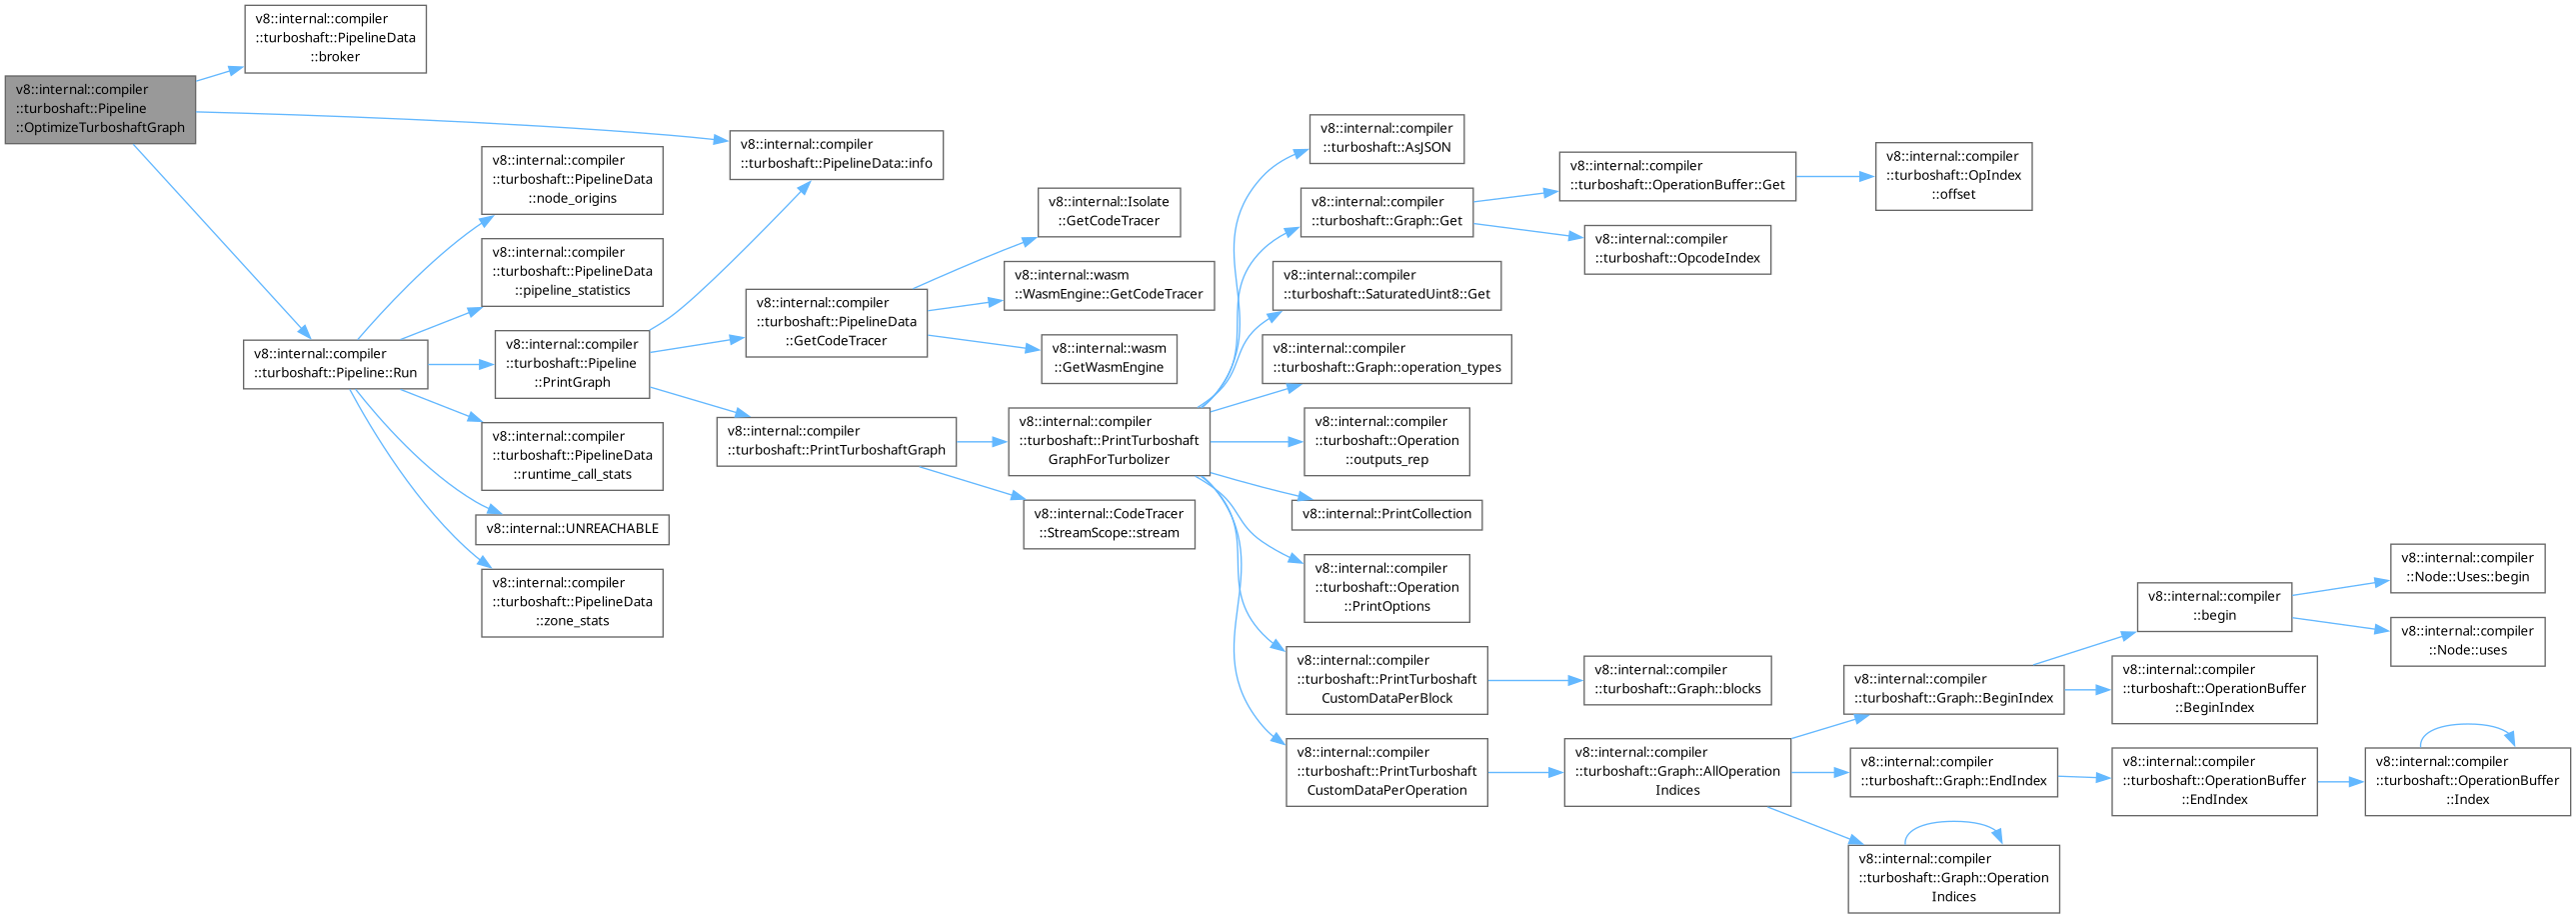 v8::internal::compiler
::turboshaft::PipelineData
::broker
v8::internal::compiler
::turboshaft::Pipeline
::OptimizeTurboshaftGraph
v8::internal::compiler
::turboshaft::PipelineData::info
v8::internal::compiler
::turboshaft::PipelineData
::node_origins
v8::internal::compiler
::turboshaft::PipelineData
::pipeline_statistics
v8::internal::compiler
::turboshaft::Pipeline::Run
v8::internal::compiler
::turboshaft::Pipeline
::PrintGraph
v8::internal::compiler
::turboshaft::PipelineData
::runtime_call_stats
v8::internal::UNREACHABLE
v8::internal::compiler
::turboshaft::PipelineData
::zone_stats
v8::internal::compiler
::turboshaft::PipelineData
::GetCodeTracer
v8::internal::compiler
::turboshaft::PrintTurboshaftGraph
v8::internal::Isolate
::GetCodeTracer
v8::internal::wasm
::WasmEngine::GetCodeTracer
v8::internal::wasm
::GetWasmEngine
v8::internal::compiler
::turboshaft::PrintTurboshaft
GraphForTurbolizer
v8::internal::CodeTracer
::StreamScope::stream
v8::internal::compiler
::turboshaft::AsJSON
v8::internal::compiler
::turboshaft::Graph::Get
v8::internal::compiler
::turboshaft::SaturatedUint8::Get
v8::internal::compiler
::turboshaft::Graph::operation_types
v8::internal::compiler
::turboshaft::Operation
::outputs_rep
v8::internal::PrintCollection
v8::internal::compiler
::turboshaft::Operation
::PrintOptions
v8::internal::compiler
::turboshaft::PrintTurboshaft
CustomDataPerBlock
v8::internal::compiler
::turboshaft::PrintTurboshaft
CustomDataPerOperation
v8::internal::compiler
::turboshaft::OperationBuffer::Get
v8::internal::compiler
::turboshaft::OpcodeIndex
v8::internal::compiler
::turboshaft::OpIndex
::offset
v8::internal::compiler
::turboshaft::Graph::blocks
v8::internal::compiler
::turboshaft::Graph::AllOperation
Indices
v8::internal::compiler
::turboshaft::Graph::BeginIndex
v8::internal::compiler
::turboshaft::Graph::EndIndex
v8::internal::compiler
::turboshaft::Graph::Operation
Indices
v8::internal::compiler
::begin
v8::internal::compiler
::turboshaft::OperationBuffer
::BeginIndex
v8::internal::compiler
::turboshaft::OperationBuffer
::EndIndex
v8::internal::compiler
::Node::Uses::begin
v8::internal::compiler
::Node::uses
v8::internal::compiler
::turboshaft::OperationBuffer
::Index